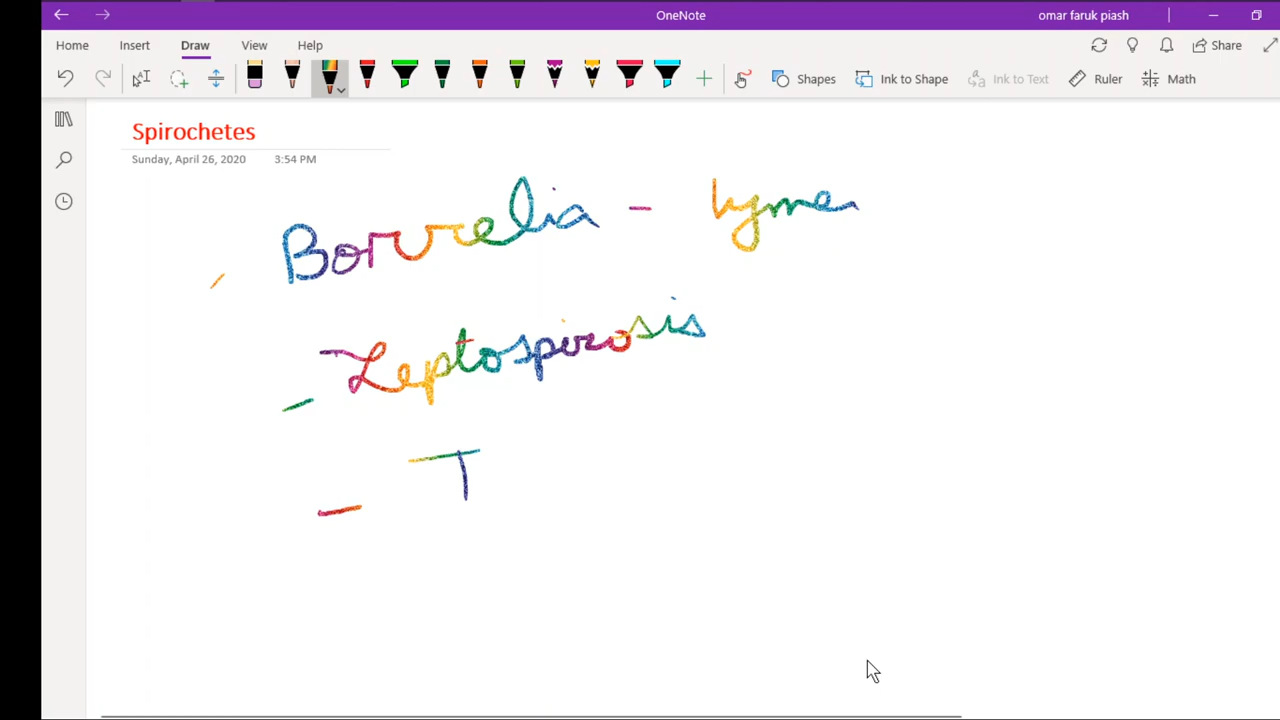 OneNote
omar faruk piash
Home Insert Draw View Help
Share
Shapes Ink to Shape Ink to Text Ruler Math
Spirochetes
Sunday, April 26, 2020 3:54 PM
- Borrelia - Lyme
- Leptospirosis
- T